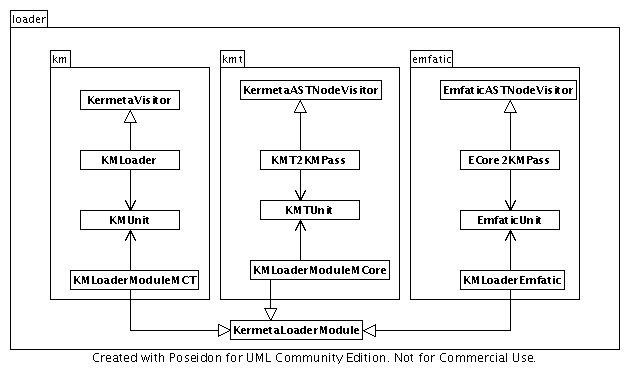 loader
km
kmt
emfatic
KermetaVisitor
KermetaASTNodeVisitor
EmfaticASTNodeVisitor
KMLoader
KMT2KMPass
ECore2KMPass
KMUnit
KMTUnit
EmfaticUnit
KMLoaderModuleMCT
KMLoaderModuleMCore
KMLoaderEmfatic
KermetaLoaderModule
Created with Poseidon for UML Community Edition. Not for Commercial Use.